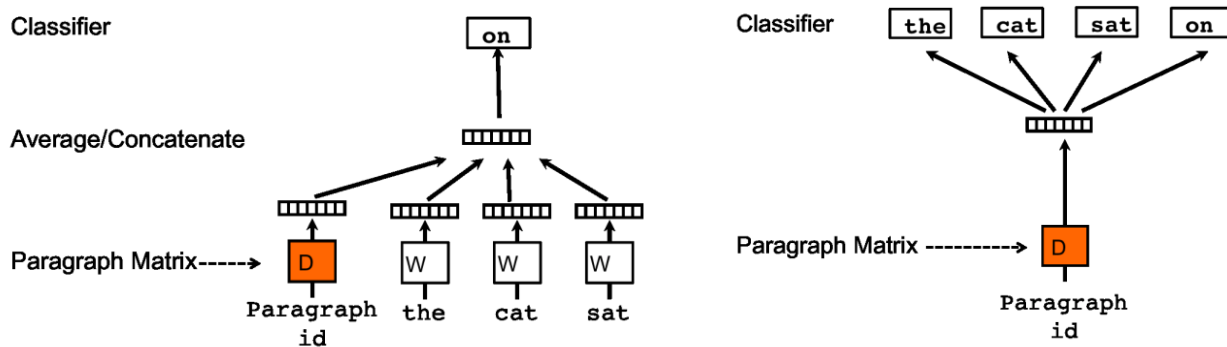 Classifier
on
Average/Concatenate
Paragraph Matrix
D
W
W
W
Paragraph
id
the
cat
sat
Classifier
the
cat
sat
on
Paragraph Matrix
D
Paragraph
id